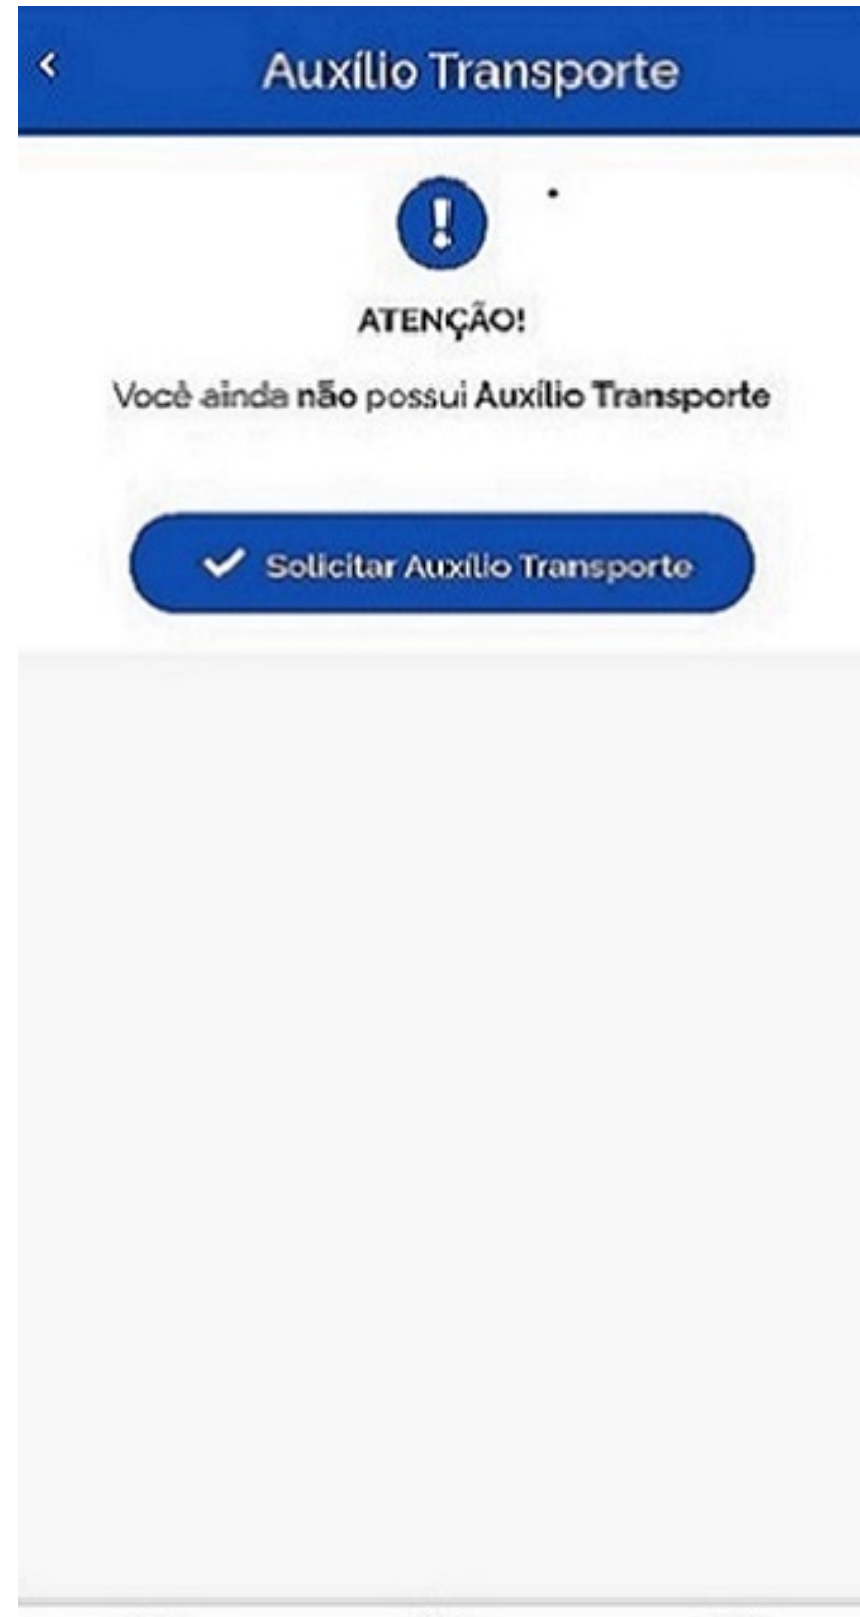 Auxílio Transporte
ATENÇÃO!
Você ainda não possui Auxílio Transporte
Solicitar Auxílio Transporte